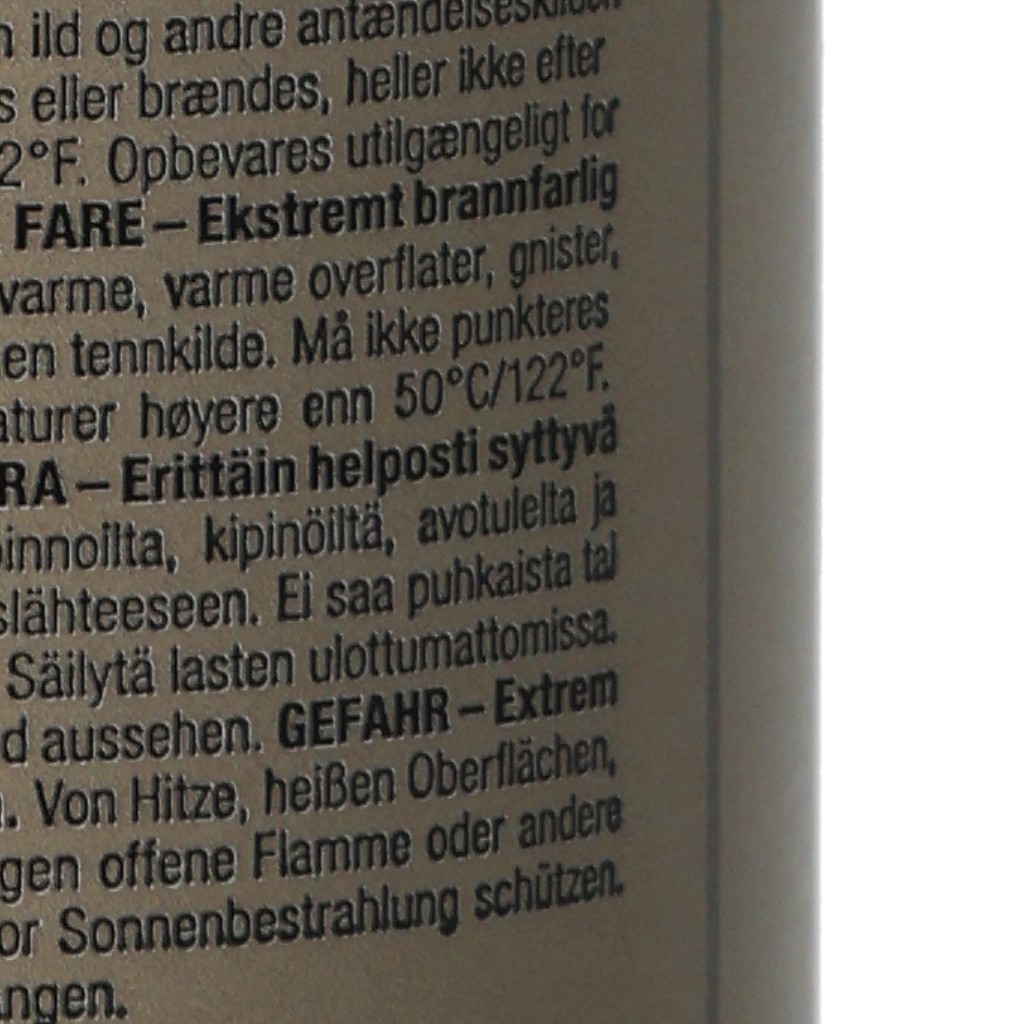 ild og andre antændelseskilder
eller brændes, heller ikke efter
2°F. Opbevares utilgængeligt for
FARE – Ekstremt brannfarlig
varme, varme overflater, gnister,
en tennkilde. Må ikke punkteres
aturer høyere enn 50°C/122°F.
RA – Erittäin helposti syttyvä
innoilta, kipinöiltä, avotulelta ja
slähteeseen. Ei saa puhkaista tai
Säilytä lasten ulottumattomissa.
d aussehen. GEFAHR – Extrem
. Von Hitze, heißen Oberflächen,
gen offene Flamme oder andere
or Sonnenbestrahlung schützen.
ngen.